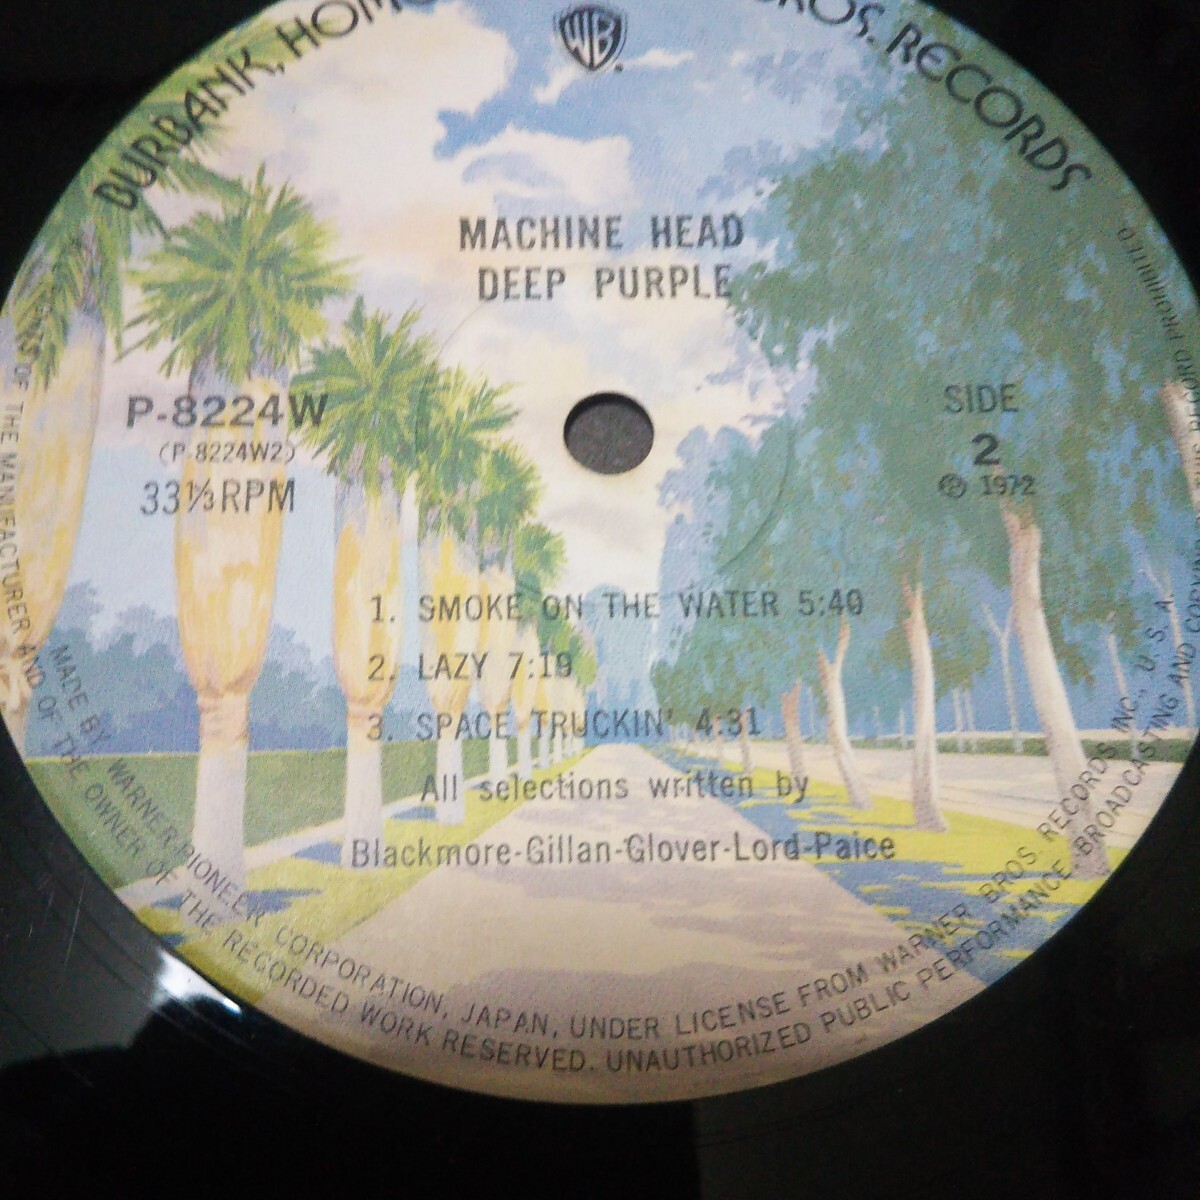 BURBANK, HOME BROS. RECORDS
WB
MACHINE HEAD
DEEP PURPLE
P-8224W
(P-8224W2)
33⅓RPM
SIDE
2
℗ 1972
1. SMOKE ON THE WATER 5:40
2. LAZY 7:19
3. SPACE TRUCKIN' 4:31
All selections written by
Blackmore-Gillan-Glover-Lord-Paice
MADE BY WARNER-PIONEER CORPORATION, JAPAN, UNDER LICENSE FROM WARNER BROS. RECORDS INC., U. S. A.
OF THE MANUFACTURER AND OF THE OWNER OF THE RECORDED WORK RESERVED. UNAUTHORIZED PUBLIC PERFORMANCE. BROADCASTING AND RECORD PROHIBITED